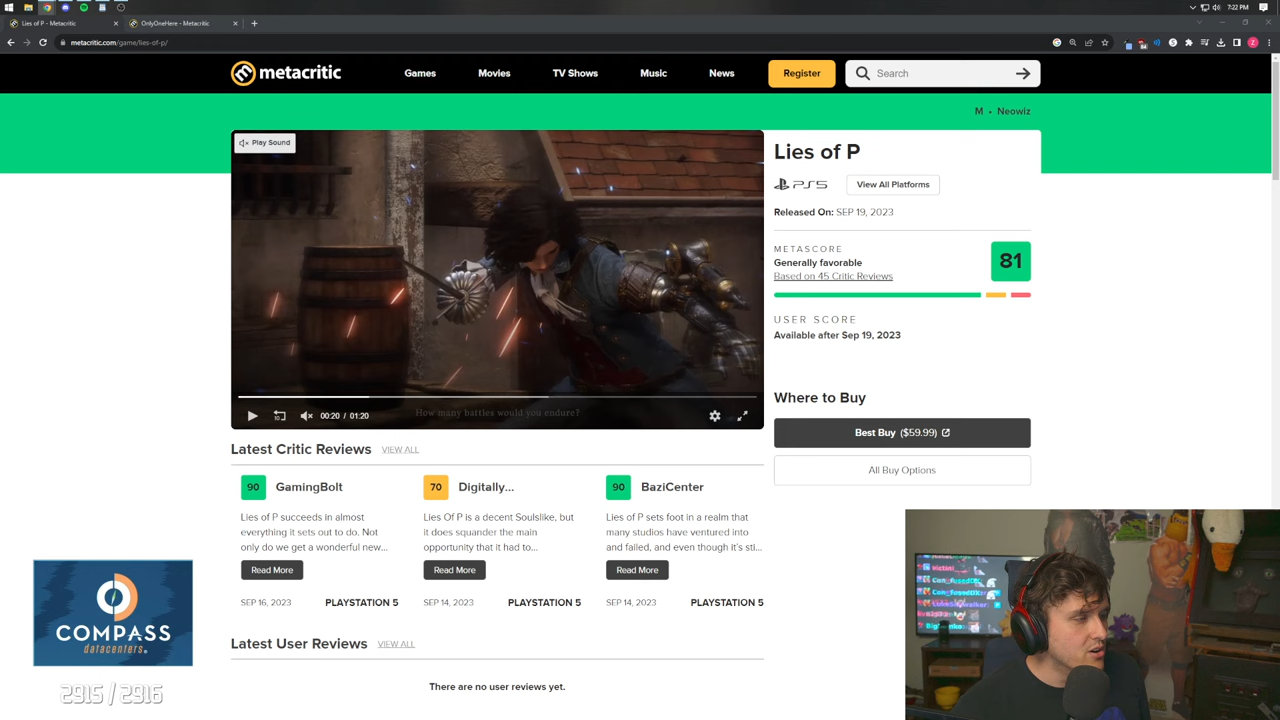 7:22 PM
Lies of P - Metacritic
OnlyOneHere - Metacritic
metacritic.com/game/lies-of-p/
metacritic
Games
Movies
TV Shows
Music
News
Register
Search
M • Neowiz
Play Sound
Lies of P
PS5
View All Platforms
Released On: SEP 19, 2023
METASCORE
Generally favorable
Based on 45 Critic Reviews
81
USER SCORE
Available after Sep 19, 2023
How many battles would you endure?
00:20 / 01:20
Where to Buy
Best Buy ($59.99)
All Buy Options
Latest Critic Reviews
VIEW ALL
90 GamingBolt
Lies of P succeeds in almost
everything it sets out to do. Not
only do we get a wonderful new...
Read More
SEP 16, 2023 PLAYSTATION 5
70 Digitally...
Lies Of P is a decent Soulslike, but
it does squander the main
opportunity that it had to...
Read More
SEP 14, 2023 PLAYSTATION 5
90 BaziCenter
Lies of P sets foot in a realm that
many studios have ventured into
and failed, and even though it's sti...
Read More
SEP 14, 2023 PLAYSTATION 5
Latest User Reviews
VIEW ALL
There are no user reviews yet.
COMPASS
datacenters
2915 / 2916